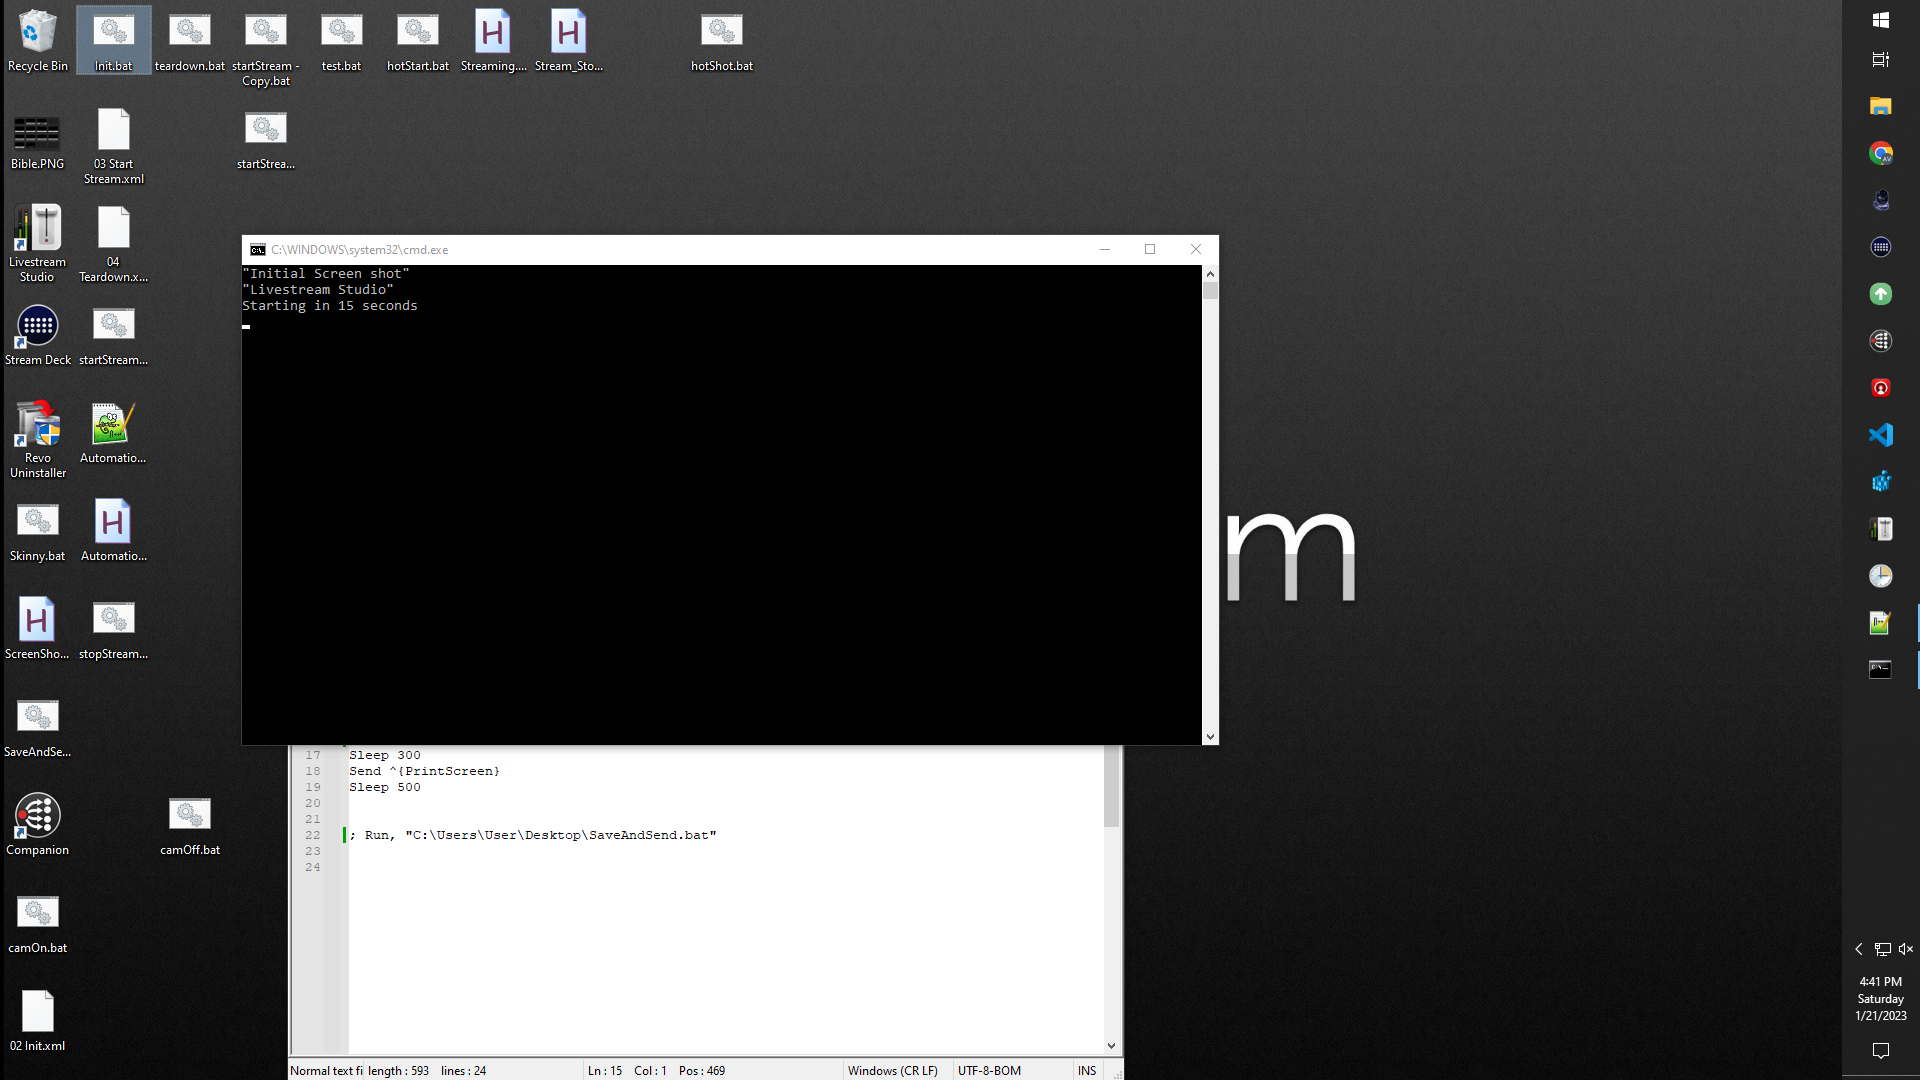 Recycle Bin
Init.bat
teardown.bat
startStream -
Copy.bat
test.bat
hotStart.bat
Streaming....
Stream_Sto...
hotShot.bat
Bible.PNG
03 Start
Stream.xml
startStrea...
Livestream
Studio
04
Teardown.x...
Stream Deck
startStream...
Revo
Uninstaller
Automatio...
Skinny.bat
Automatio...
ScreenSho...
stopStream...
SaveAndSe...
Companion
camOff.bat
camOn.bat
02 Init.xml
C:\WINDOWS\system32\cmd.exe
"Initial Screen shot"
"Livestream Studio"
Starting in 15 seconds
m
17 Sleep 300
18 Send ^{PrintScreen}
19 Sleep 500
20
21
22 ; Run, "C:\Users\User\Desktop\SaveAndSend.bat"
23
24
Normal text fi length : 593 lines : 24 Ln : 15 Col : 1 Pos : 469 Windows (CR LF) UTF-8-BOM INS
4:41 PM
Saturday
1/21/2023